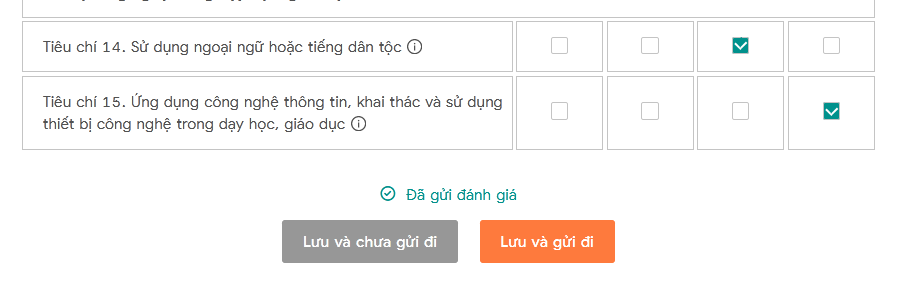 Tiêu chí 14. Sử dụng ngoại ngữ hoặc tiếng dân tộc
Tiêu chí 15. Ứng dụng công nghệ thông tin, khai thác và sử dụng
thiết bị công nghệ trong dạy học, giáo dục
Đã gửi đánh giá
Lưu và chưa gửi đi
Lưu và gửi đi